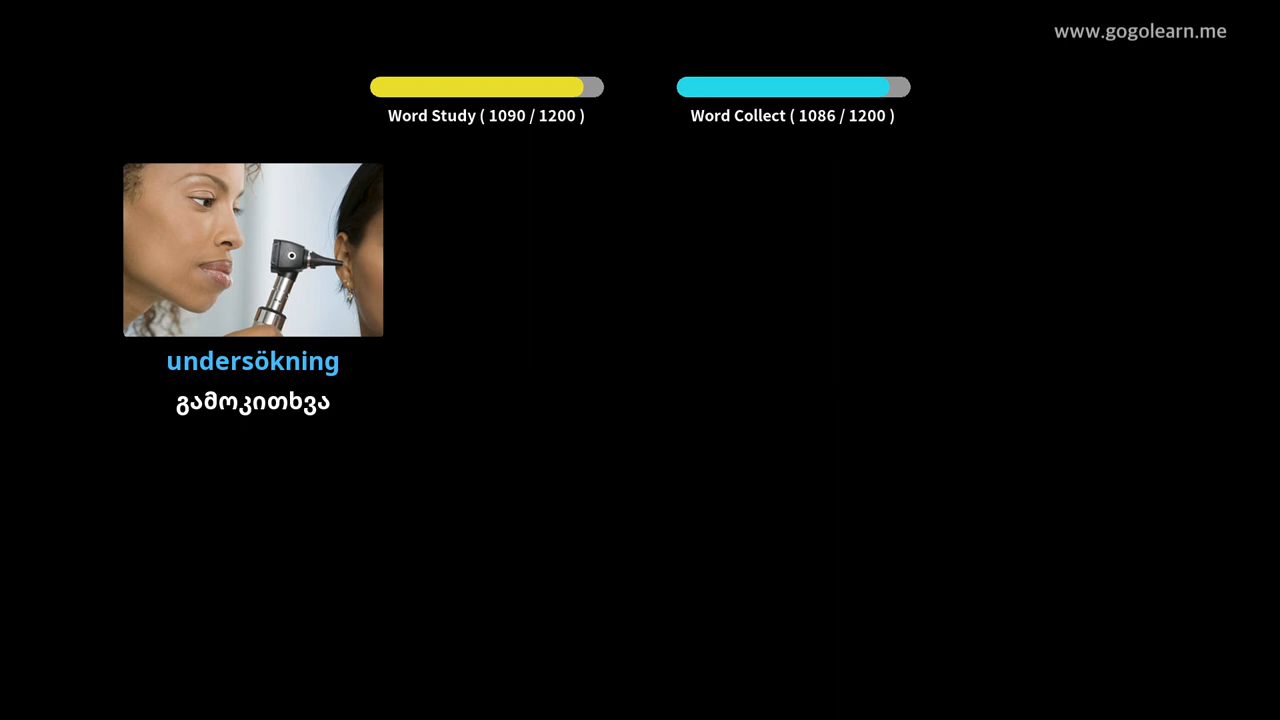 www.gogolearn.me
Word Study ( 1090 / 1200 )
Word Collect ( 1086 / 1200 )
undersökning
გამოკითხვა